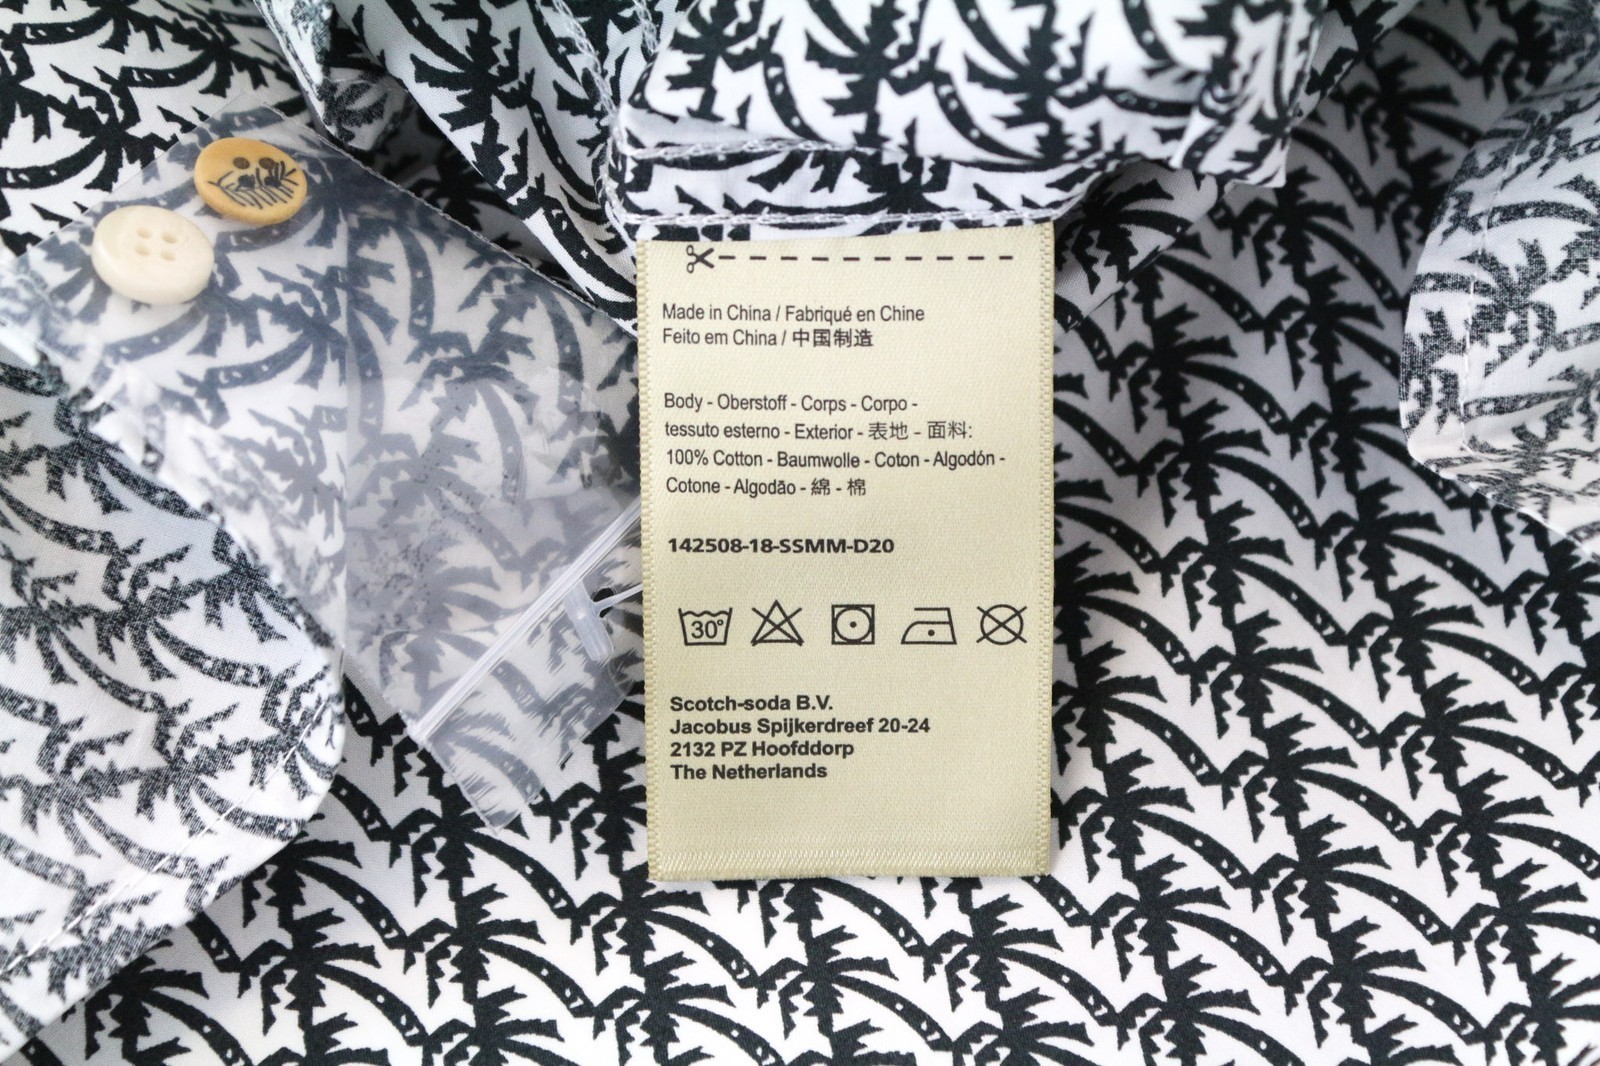 Made in China / Fabriqué en Chine
Feito em China / 中国制造
Body - Oberstoff - Corps - Corpo -
tessuto esterno - Exterior - 表地 - 面料:
100% Cotton - Baumwolle - Coton - Algodón -
Cotone - Algodão - 綿 - 棉
142508-18-SSMM-D20
30°
Scotch-soda B.V.
Jacobus Spijkerdreef 20-24
2132 PZ Hoofddorp
The Netherlands